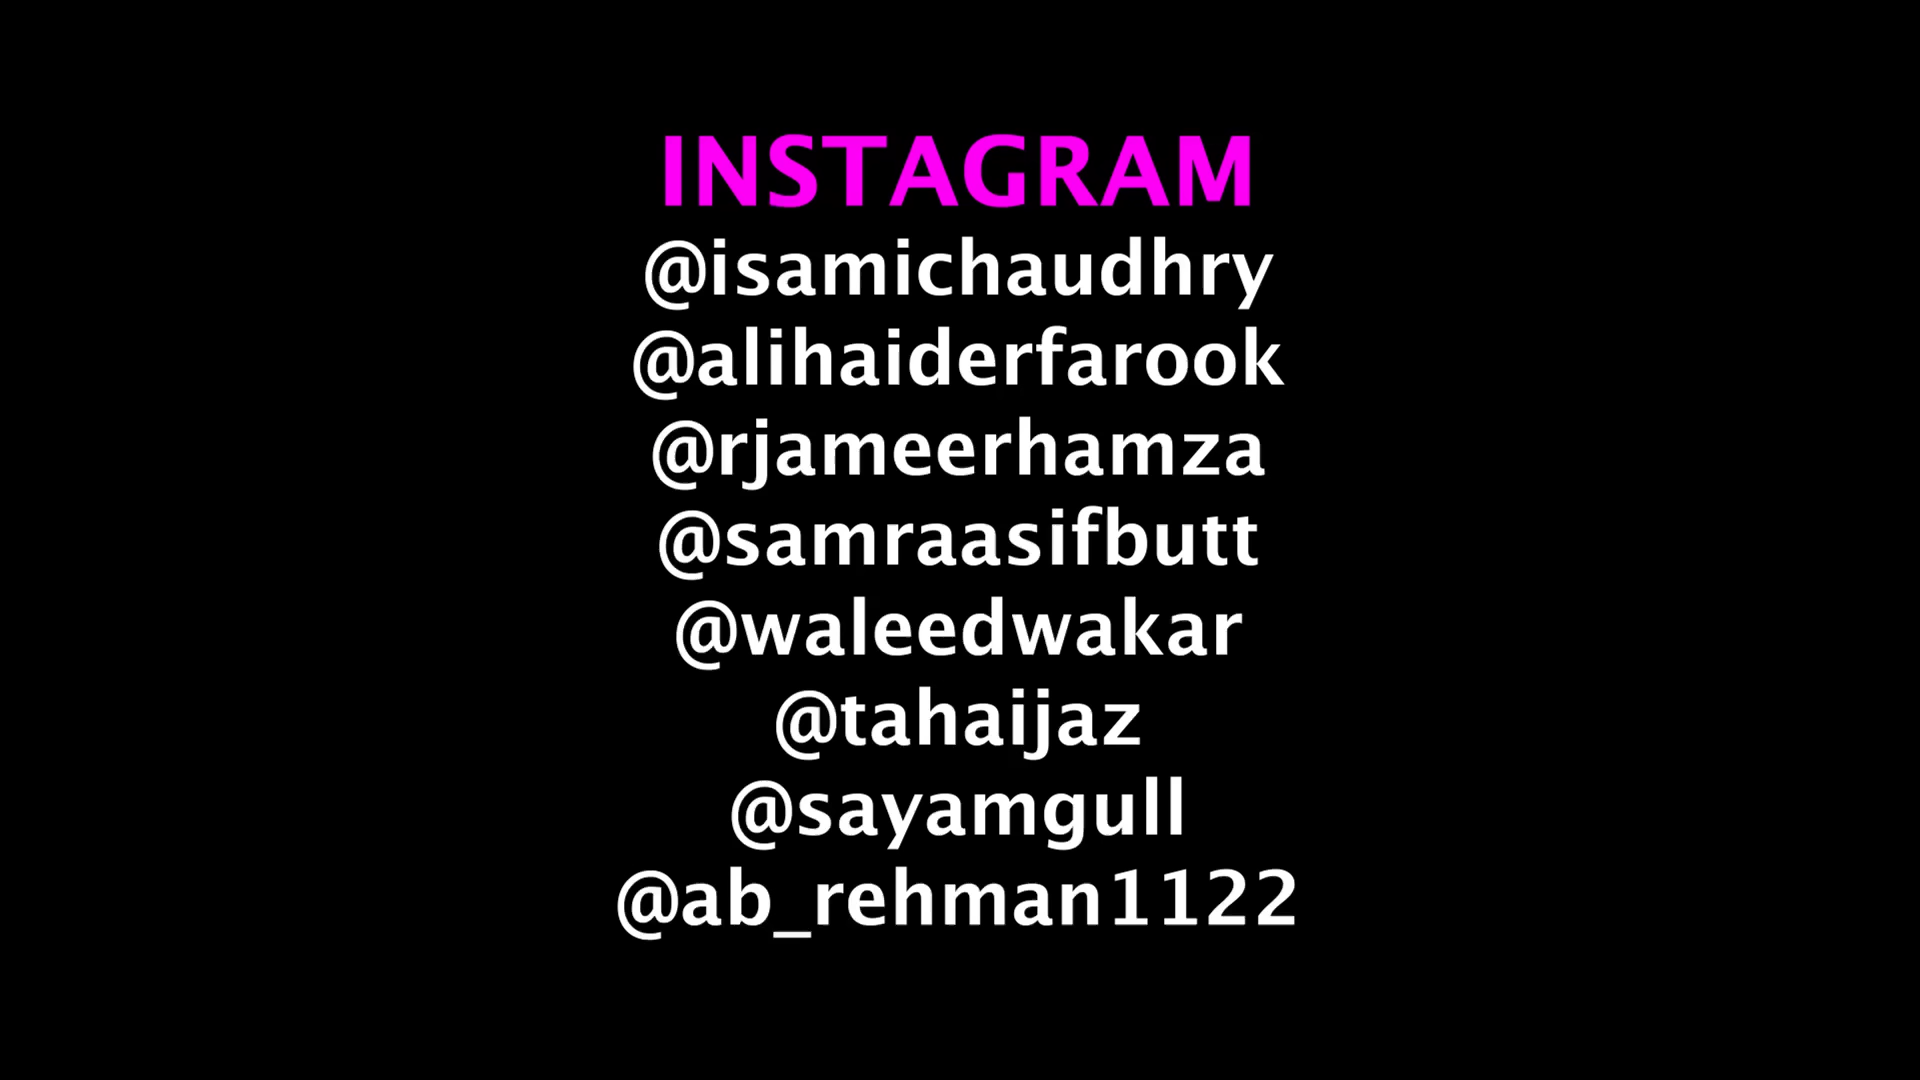 INSTAGRAM
@isamichaudhry
@alihaiderfarook
@rjameerhamza
@samraasifbutt
@waleedwakar
@tahaijaz
@sayamgull
@ab_rehman1122